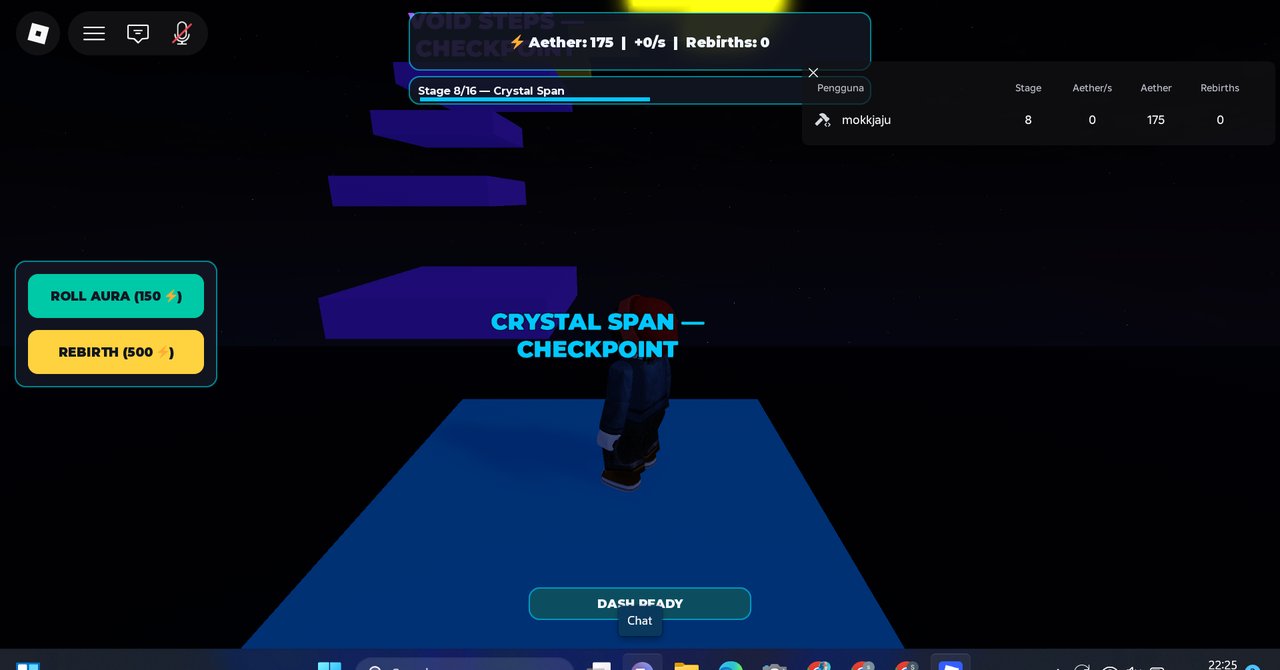 VOID STEPS —
CHECKPOINT
⚡ Aether: 175 | +0/s | Rebirths: 0
Stage 8/16 — Crystal Span
Pengguna Stage Aether/s Aether Rebirths
mokkjaju 8 0 175 0
ROLL AURA (150 ⚡)
REBIRTH (500 ⚡)
CRYSTAL SPAN —
CHECKPOINT
DASH READY
Chat
22:25